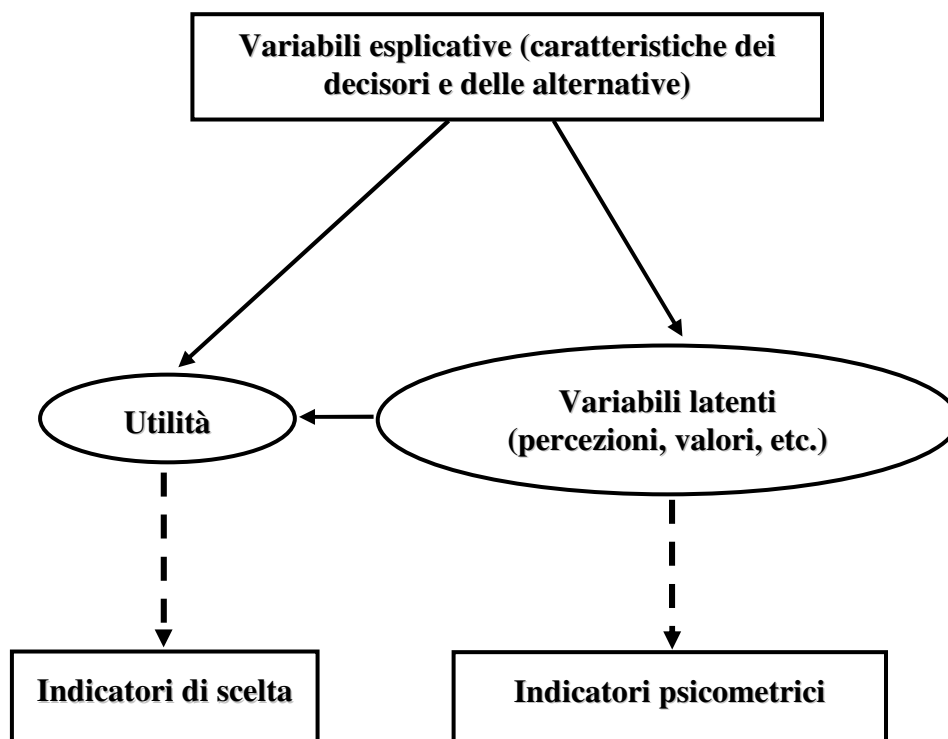 Variabili esplicative (caratteristiche dei
decisori e delle alternative)
Utilità
Variabili latenti
(percezioni, valori, etc.)
Indicatori di scelta
Indicatori psicometrici